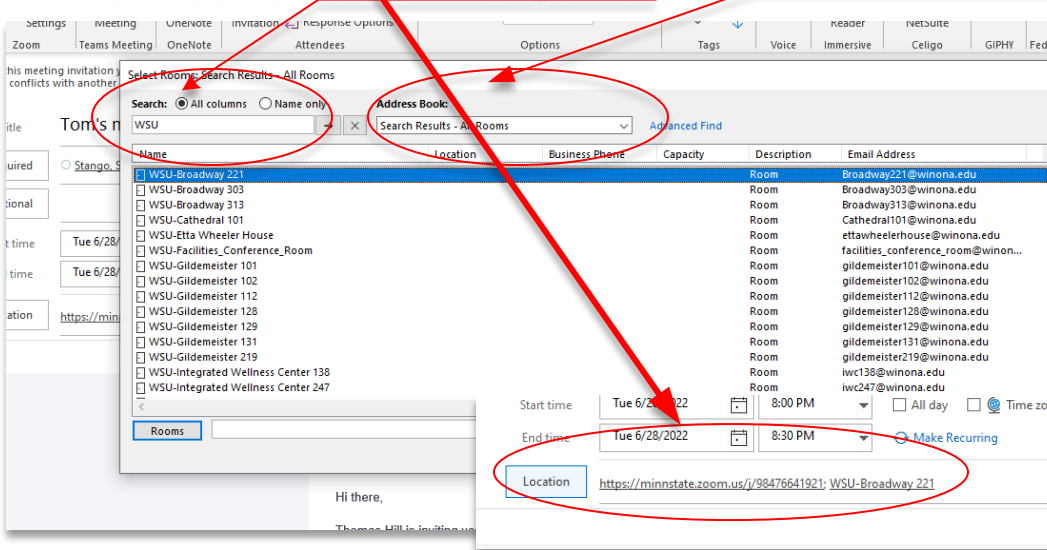 Settings Meeting OneNote Invitation Response Options Reader NetSuite
Zoom Teams Meeting OneNote Attendees Options Tags Voice Immersive Celigo GIPHY Fed
his meeting invitation y
conflicts with another
Select Rooms: Search Results - All Rooms
Search: All columns Name only Address Book:
WSU Search Results - All Rooms Advanced Find
itle Tom's n
Name Location Business Phone Capacity Description Email Address
uired Stango, S
WSU-Broadway 221 Room Broadway221@winona.edu
WSU-Broadway 303 Room Broadway303@winona.edu
WSU-Broadway 313 Room Broadway313@winona.edu
tional
WSU-Cathedral 101 Room Cathedral101@winona.edu
WSU-Etta Wheeler House Room ettawheelerhouse@winona.edu
t time Tue 6/28/
WSU-Facilities_Conference_Room Room facilities_conference_room@winon...
WSU-Gildemeister 101 Room gildemeister101@winona.edu
time Tue 6/28/
WSU-Gildemeister 102 Room gildemeister102@winona.edu
WSU-Gildemeister 112 Room gildemeister112@winona.edu
WSU-Gildemeister 128 Room gildemeister128@winona.edu
ation https://minn
WSU-Gildemeister 129 Room gildemeister129@winona.edu
WSU-Gildemeister 131 Room gildemeister131@winona.edu
WSU-Gildemeister 219 Room gildemeister219@winona.edu
WSU-Integrated Wellness Center 138 Room iwc138@winona.edu
WSU-Integrated Wellness Center 247 Room iwc247@winona.edu
Rooms
Start time Tue 6/28/2022 8:00 PM All day Time zo
End time Tue 6/28/2022 8:30 PM Make Recurring
Location https://minnstate.zoom.us/j/98476641921; WSU-Broadway 221
Hi there,
Thomas Hill is inviting you